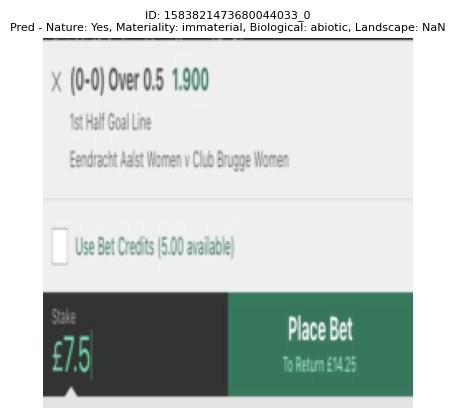 ID: 1583821473680044033_0
Pred - Nature: Yes, Materiality: immaterial, Biological: abiotic, Landscape: NaN
X (0-0) Over 0.5 1.900
1st Half Goal Line
Eendracht Aalst Women v Club Brugge Women
Use Bet Credits (5.00 available)
Stake
£7.5
Place Bet
To Return £14.25